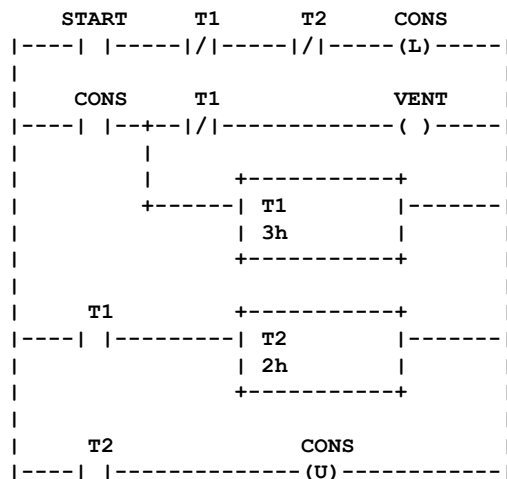 START T1 T2 CONS
|----| |-----|/|-----|/|-----(L)-----|
| |
| CONS T1 VENT |
|----| |--+--|/|-------------( )-----|
| | |
| | +-----------+ |
| +------| T1 |-------|
| | 3h | |
| +-----------+ |
| |
| T1 +-----------+ |
|----| |---------| T2 |-------|
| | 2h | |
| +-----------+ |
| |
| T2 CONS |
|----| |--------------(U)------------|